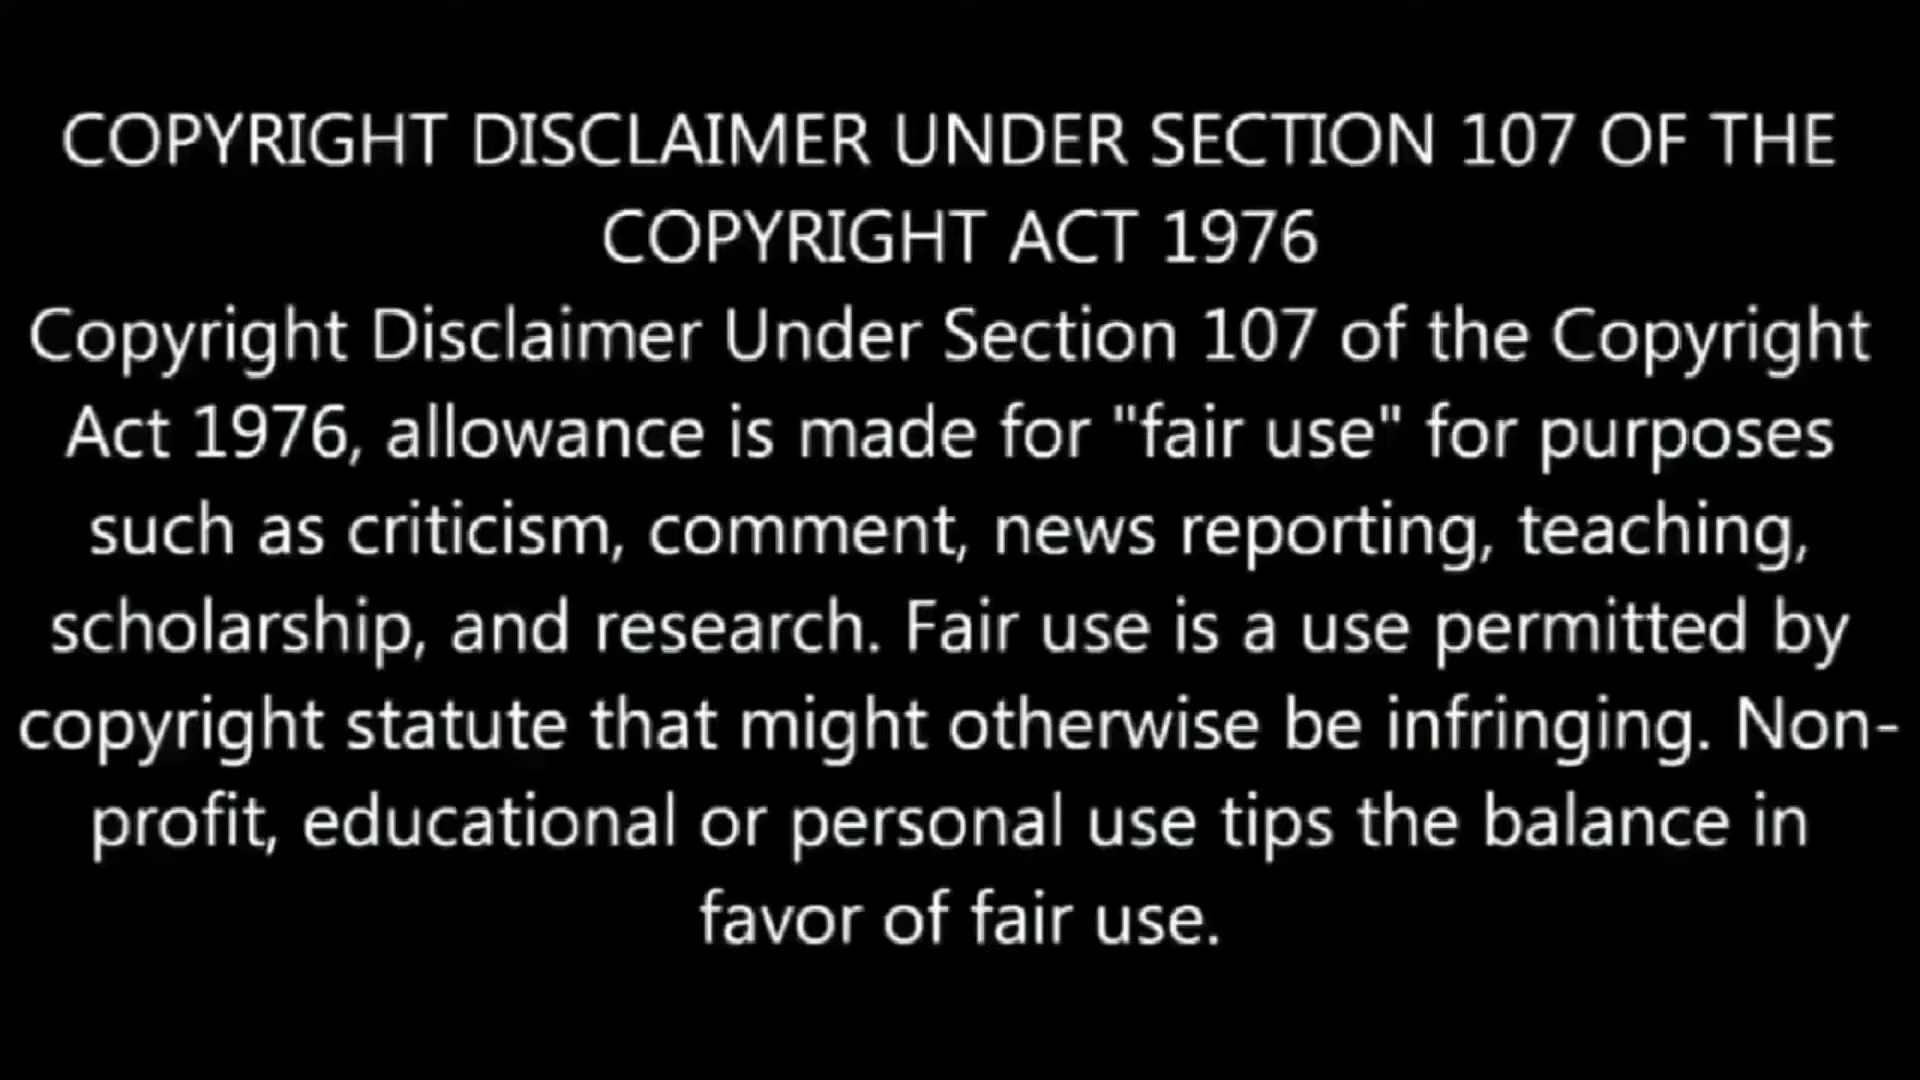 COPYRIGHT DISCLAIMER UNDER SECTION 107 OF THE
COPYRIGHT ACT 1976
Copyright Disclaimer Under Section 107 of the Copyright
Act 1976, allowance is made for "fair use" for purposes
such as criticism, comment, news reporting, teaching,
scholarship, and research. Fair use is a use permitted by
copyright statute that might otherwise be infringing. Non-
profit, educational or personal use tips the balance in
favor of fair use.